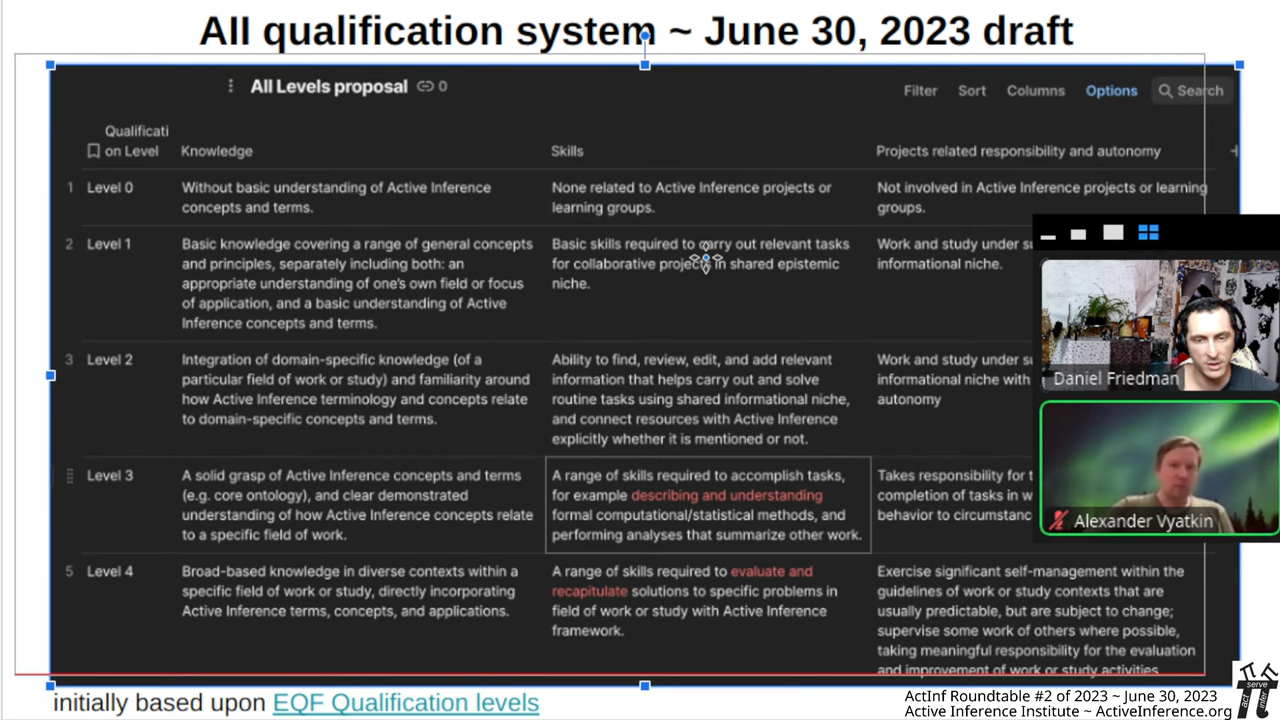 AII qualification system ~ June 30, 2023 draft
All Levels proposal 0
Filter Sort Columns Options Search
Qualificati
on Level Knowledge Skills Projects related responsibility and autonomy
1 Level 0 Without basic understanding of Active Inference
concepts and terms.
None related to Active Inference projects or
learning groups.
Not involved in Active Inference projects or learning
groups.
2 Level 1 Basic knowledge covering a range of general concepts
and principles, separately including both: an
appropriate understanding of one's own field or focus
of application, and a basic understanding of Active
Inference concepts and terms.
Basic skills required to carry out relevant tasks
for collaborative projects in shared epistemic
niche.
Work and study under
informational niche.
3 Level 2 Integration of domain-specific knowledge (of a
particular field of work or study) and familiarity around
how Active Inference terminology and concepts relate
to domain-specific concepts and terms.
Ability to find, review, edit, and add relevant
information that helps carry out and solve
routine tasks using shared informational niche,
and connect resources with Active Inference
explicitly whether it is mentioned or not.
Work and study under
informational niche with
autonomy
Level 3 A solid grasp of Active Inference concepts and terms
(e.g. core ontology), and clear demonstrated
understanding of how Active Inference concepts relate
to a specific field of work.
A range of skills required to accomplish tasks,
for example describing and understanding
formal computational/statistical methods, and
performing analyses that summarize other work.
Takes responsibility for
completion of tasks in
behavior to circumstance
5 Level 4 Broad-based knowledge in diverse contexts within a
specific field of work or study, directly incorporating
Active Inference terms, concepts, and applications.
A range of skills required to evaluate and
recapitulate solutions to specific problems in
field of work or study with Active Inference
framework.
Exercise significant self-management within the
guidelines of work or study contexts that are
usually predictable, but are subject to change;
supervise some work of others where possible,
taking meaningful responsibility for the evaluation
and improvement of work or study activities
Daniel Friedman
Alexander Vyatkin
initially based upon EQF Qualification levels
ActInf Roundtable #2 of 2023 ~ June 30, 2023
Active Inference Institute ~ ActiveInference.org
serve
act
infer